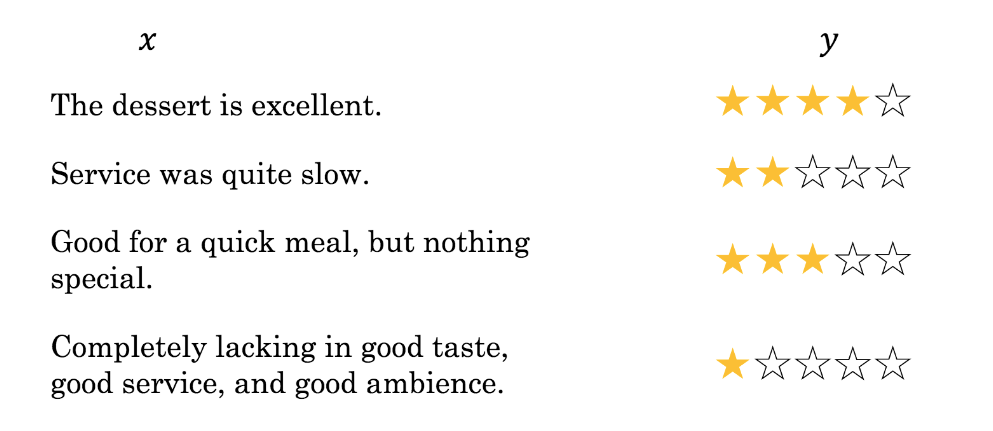 x y
The dessert is excellent. ★★★★☆
Service was quite slow. ★★☆☆☆
Good for a quick meal, but nothing
special. ★★★☆☆
Completely lacking in good taste,
good service, and good ambience. ★☆☆☆☆